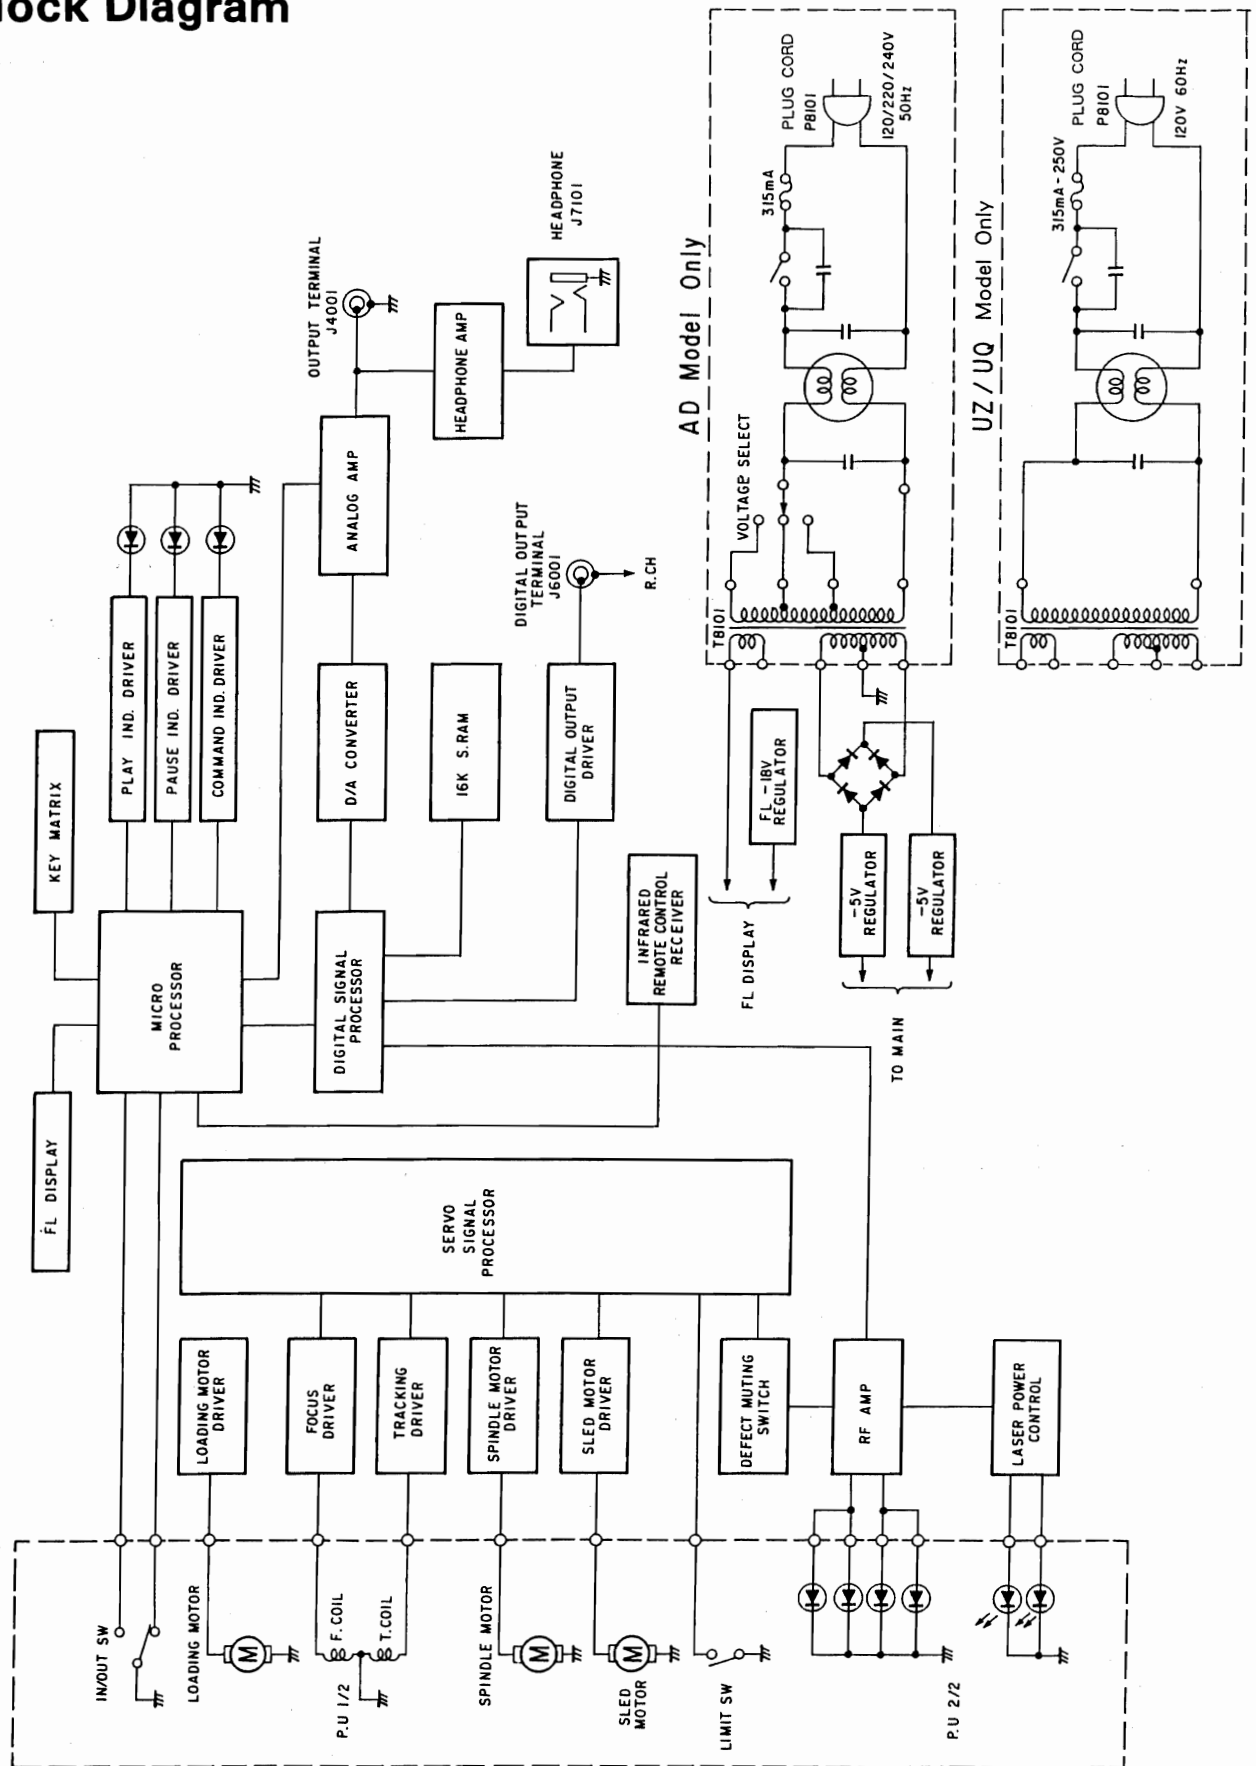 lock Diagram
PLUG CORD
P8101
120/220/240V
50Hz
315mA
AD Model Only
VOLTAGE SELECT
T8101
PLUG CORD
P8101
120V 60Hz
315mA-250V
UZ/UQ Model Only
T8101
HEADPHONE
J7101
OUTPUT TERMINAL
J4001
HEADPHONE AMP
ANALOG AMP
DIGITAL OUTPUT
TERMINAL
J6001
R.CH
PLAY IND. DRIVER
PAUSE IND. DRIVER
COMMAND IND. DRIVER
KEY MATRIX
D/A CONVERTER
16K S.RAM
DIGITAL OUTPUT
DRIVER
FL -18V
REGULATOR
-5V
REGULATOR
-5V
REGULATOR
FL DISPLAY
TO MAIN
INFRARED
REMOTE CONTROL
RECEIVER
MICRO
PROCESSOR
DIGITAL SIGNAL
PROCESSOR
FL DISPLAY
SERVO
SIGNAL
PROCESSOR
LOADING MOTOR
DRIVER
FOCUS
DRIVER
TRACKING
DRIVER
SPINDLE MOTOR
DRIVER
SLED MOTOR
DRIVER
DEFECT MUTING
SWITCH
RF AMP
LASER POWER
CONTROL
IN/OUT SW
LOADING MOTOR
M
F.COIL
T.COIL
P.U 1/2
SPINDLE MOTOR
M
SLED
MOTOR
M
LIMIT SW
P.U 2/2